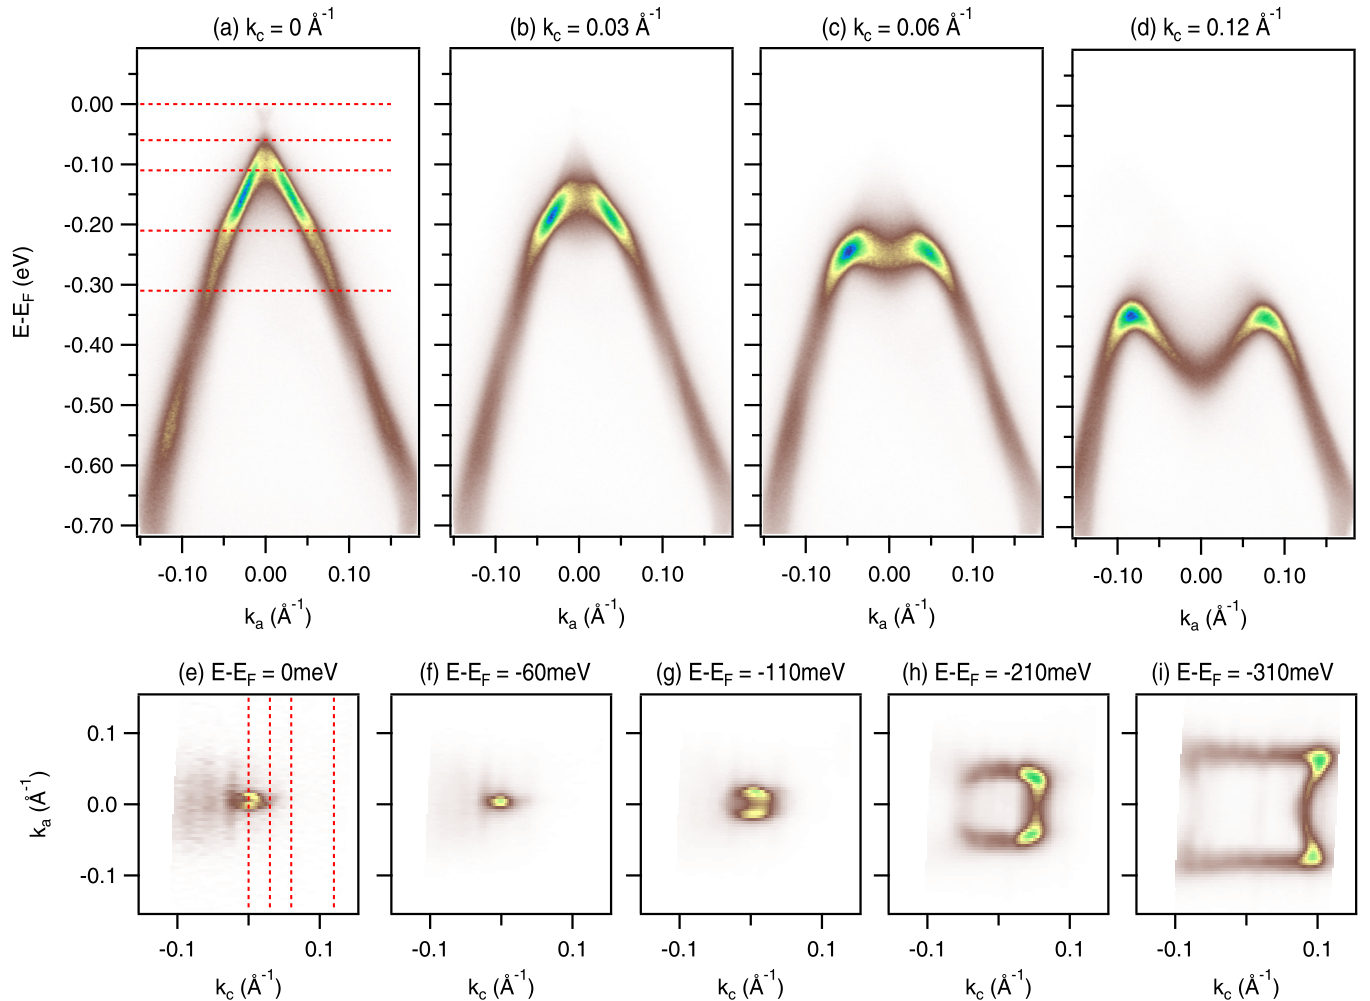 (a) kc = 0 Å-1
(b) kc = 0.03 Å-1
(c) kc = 0.06 Å-1
(d) kc = 0.12 Å-1
E-EF (eV)
0.00
-0.10
-0.20
-0.30
-0.40
-0.50
-0.60
-0.70
-0.10 0.00 0.10
-0.10 0.00 0.10
-0.10 0.00 0.10
-0.10 0.00 0.10
ka (Å-1)
ka (Å-1)
ka (Å-1)
ka (Å-1)
(e) E-EF = 0meV
(f) E-EF = -60meV
(g) E-EF = -110meV
(h) E-EF = -210meV
(i) E-EF = -310meV
ka (Å-1)
0.1
0.0
-0.1
-0.1 0.1
-0.1 0.1
-0.1 0.1
-0.1 0.1
-0.1 0.1
kc (Å-1)
kc (Å-1)
kc (Å-1)
kc (Å-1)
kc (Å-1)